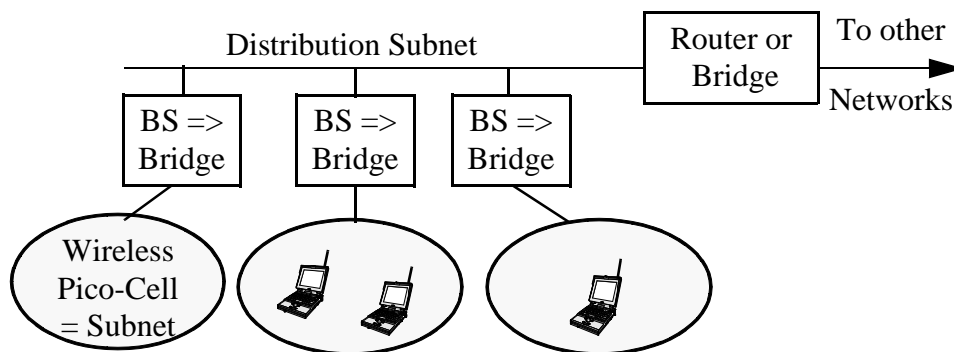 Distribution Subnet
Router or
Bridge
To other
Networks
BS =>
Bridge
BS =>
Bridge
BS =>
Bridge
Wireless
Pico-Cell
= Subnet